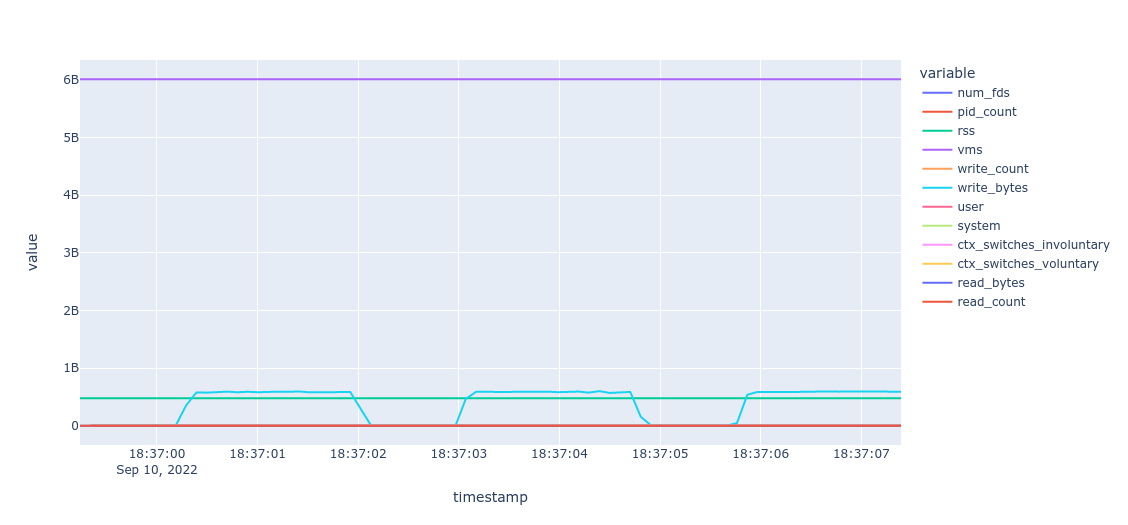 variable
num_fds
pid_count
rss
vms
write_count
write_bytes
user
system
ctx_switches_involuntary
ctx_switches_voluntary
read_bytes
read_count
value
6B
5B
4B
3B
2B
1B
0
18:37:00 18:37:01 18:37:02 18:37:03 18:37:04 18:37:05 18:37:06 18:37:07
Sep 10, 2022
timestamp